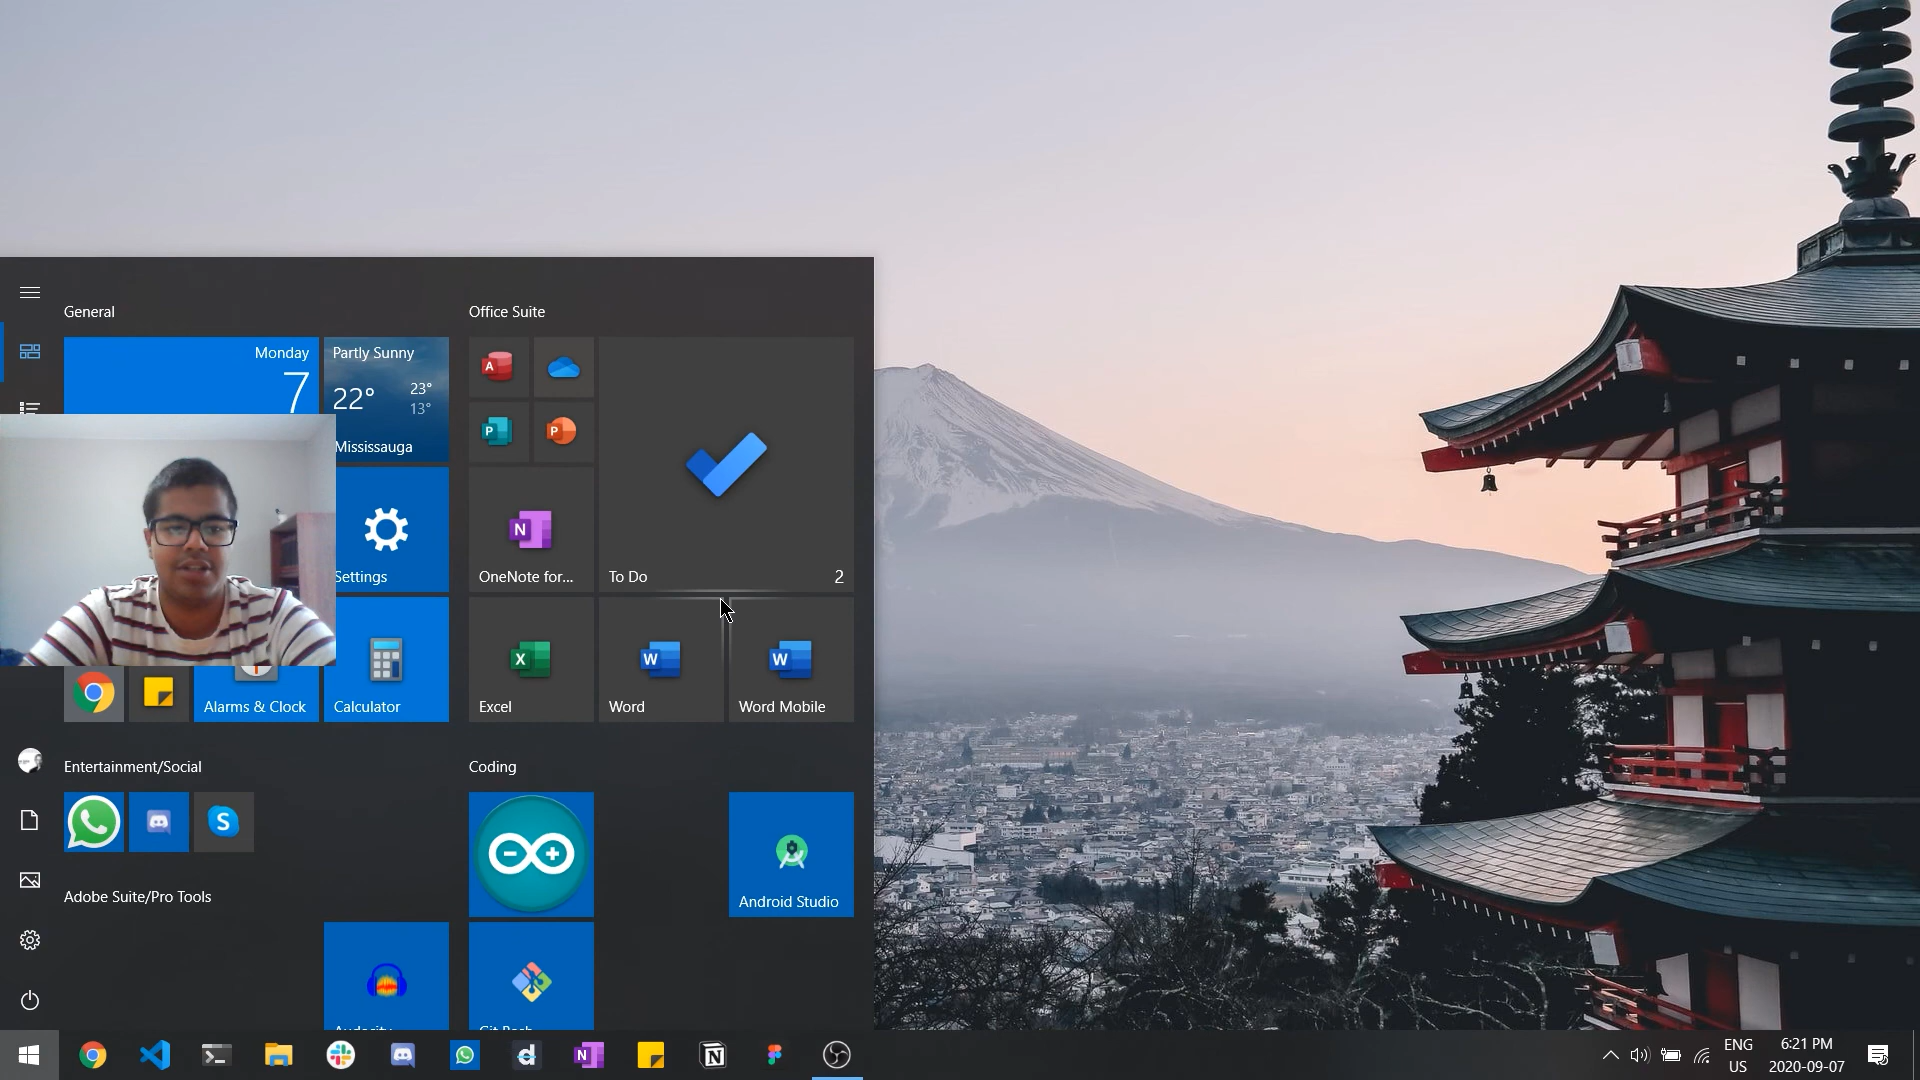 General
Office Suite
Monday
7
Partly Sunny
22°
23°
13°
Mississauga
A
P
P
Settings
N
OneNote for...
To Do
2
X
W
W
Alarms & Clock
Calculator
Excel
Word
Word Mobile
Entertainment/Social
Coding
S
Adobe Suite/Pro Tools
Android Studio
N
N
ENG
US
6:21 PM
2020-09-07